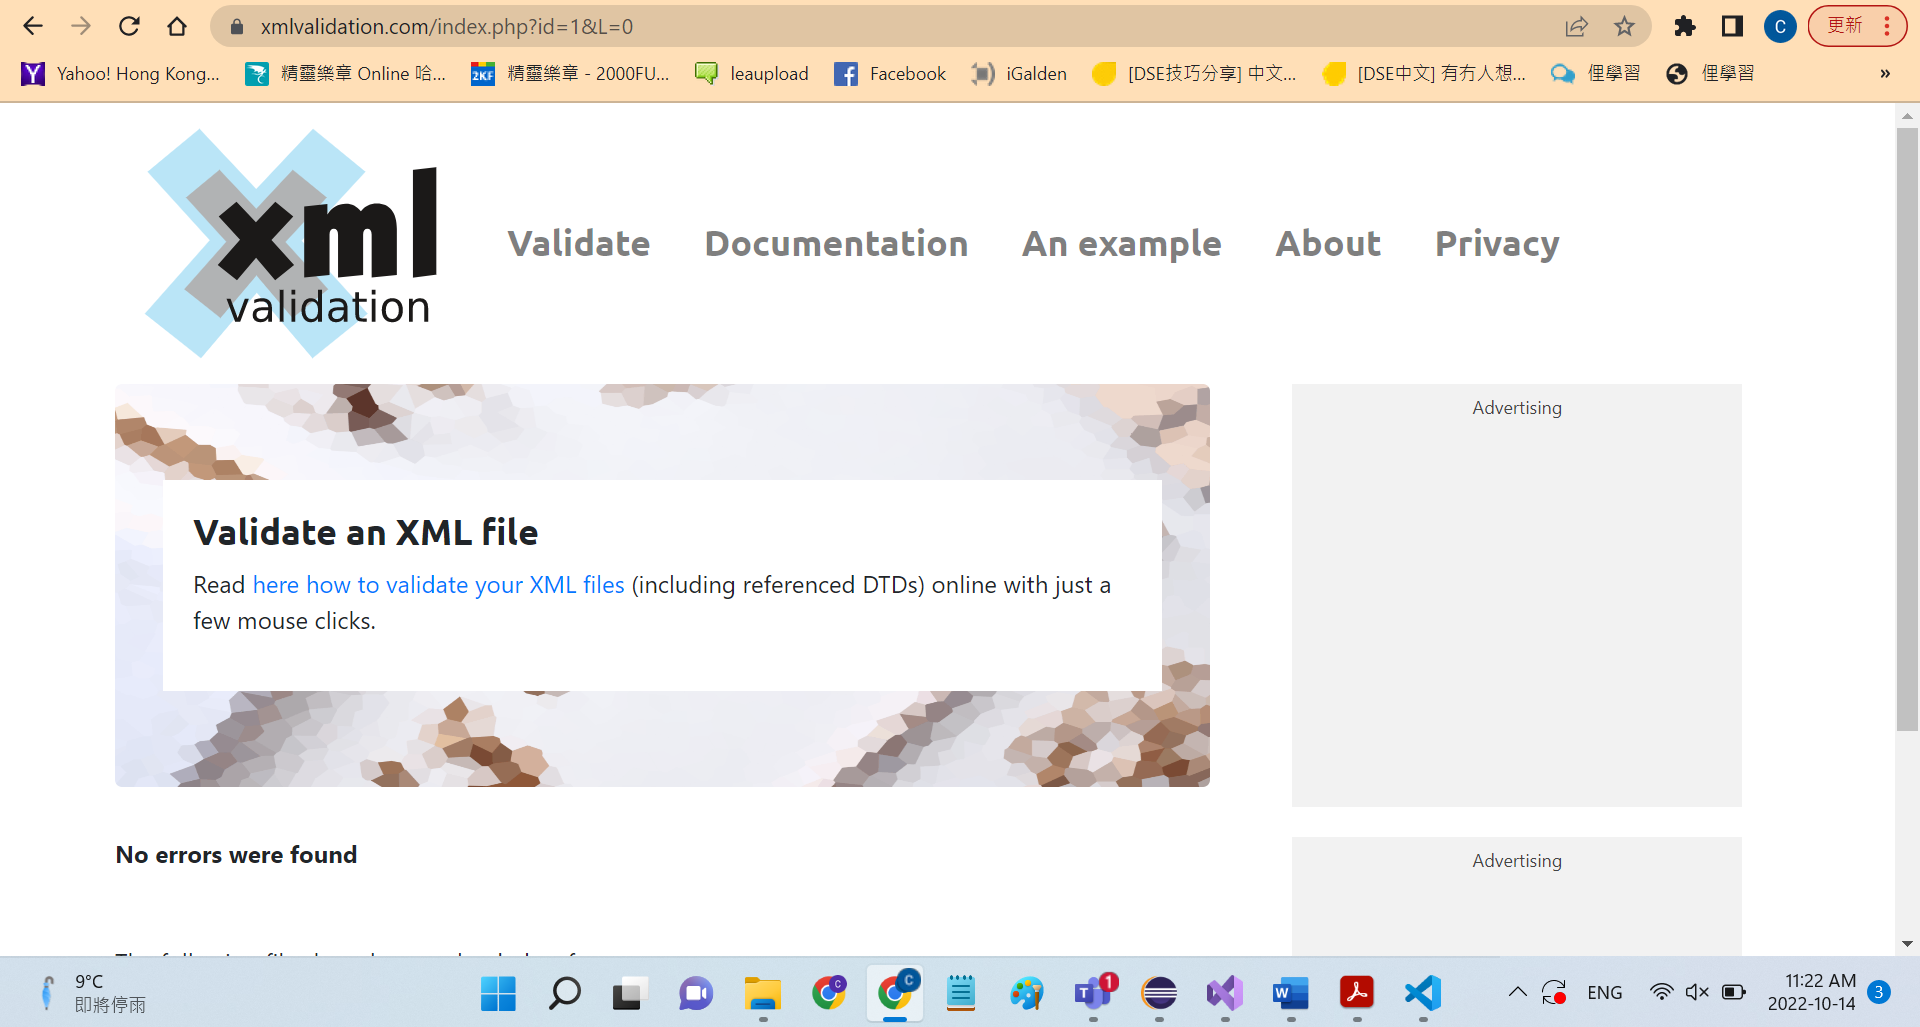 xmlvalidation.com/index.php?id=1&L=0
C
更新
Y
Yahoo! Hong Kong...
精靈樂章 Online 哈...
2KF
精靈樂章 - 2000FU...
leaupload
Facebook
iGalden
[DSE技巧分享] 中文...
[DSE中文] 有冇人想...
俚學習
俚學習
»
xml
validation
Validate
Documentation
An example
About
Privacy
Advertising
Validate an XML file
Read here how to validate your XML files (including referenced DTDs) online with just a
few mouse clicks.
No errors were found
Advertising
9°C
即將停雨
C
C
T
1
W
ENG
11:22 AM
2022-10-14
3